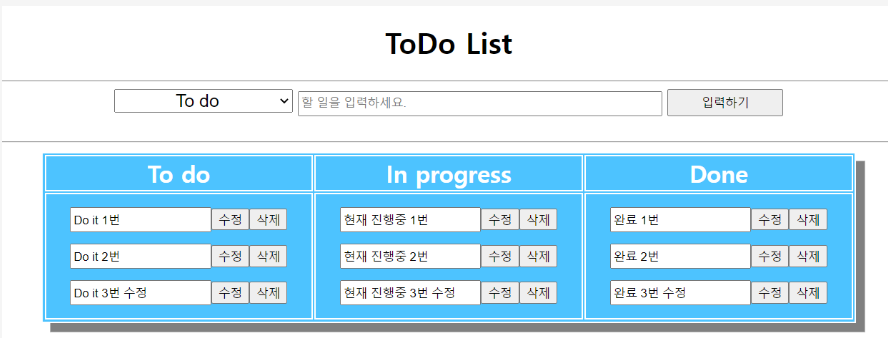 ToDo List
To do 할 일을 입력하세요. 입력하기
To do In progress Done
Do it 1번 수정 삭제 현재 진행중 1번 수정 삭제 완료 1번 수정 삭제
Do it 2번 수정 삭제 현재 진행중 2번 수정 삭제 완료 2번 수정 삭제
Do it 3번 수정 수정 삭제 현재 진행중 3번 수정 수정 삭제 완료 3번 수정 수정 삭제